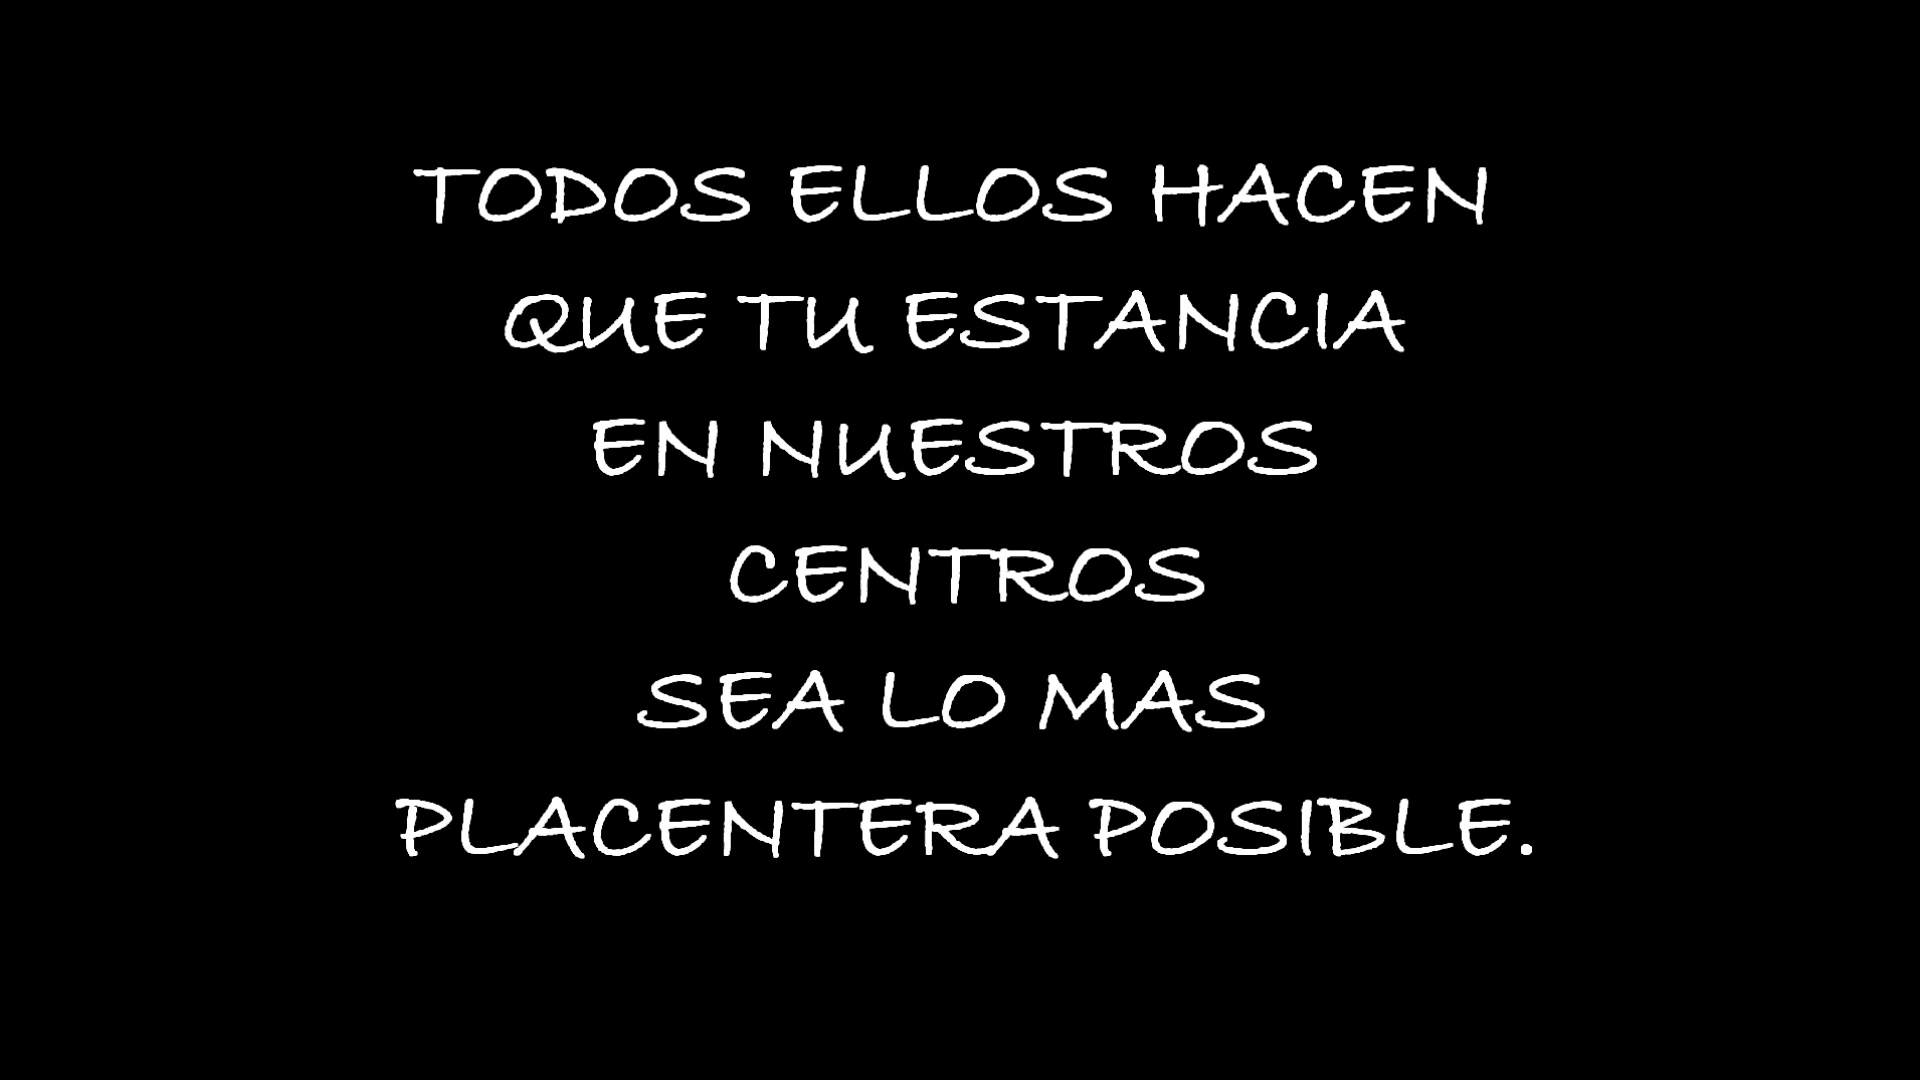 TODOS ELLOS HACEN
QUE TU ESTANCIA
EN NUESTROS
CENTROS
SEA LO MAS
PLACENTERA POSIBLE.